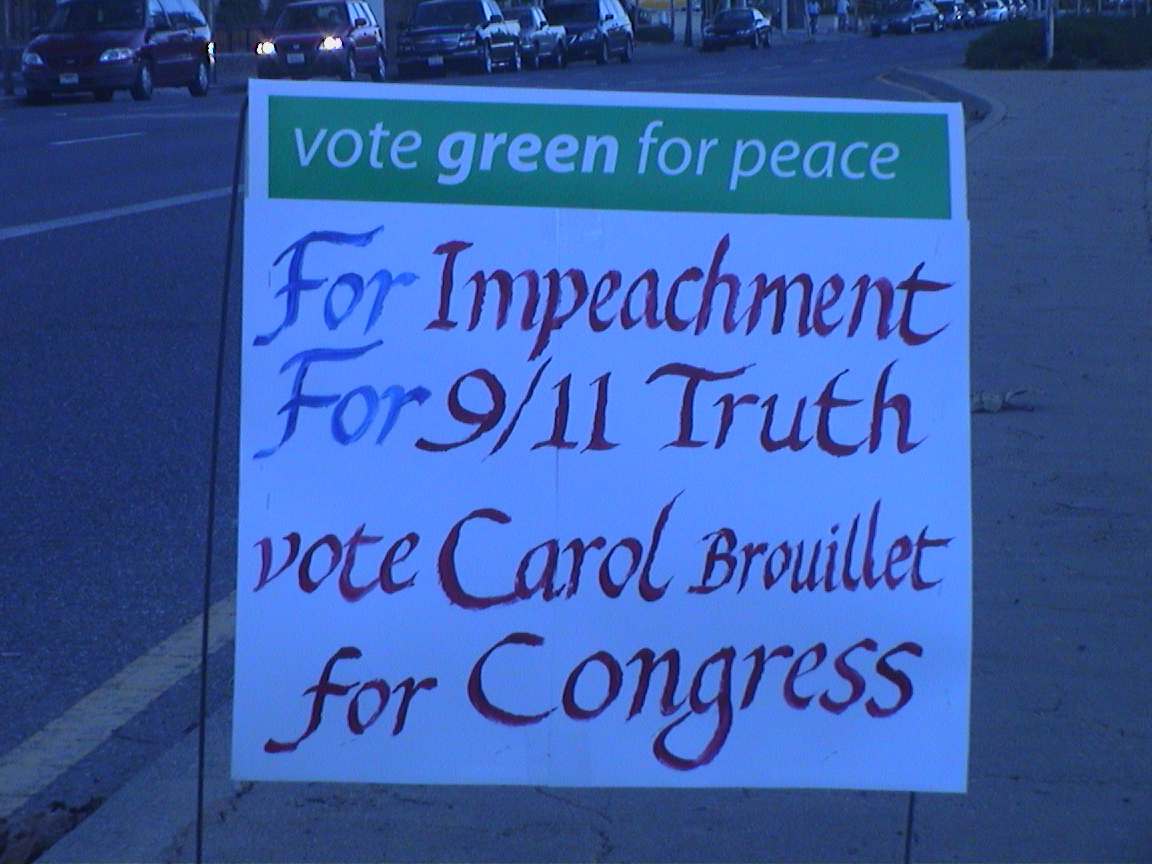 vote green for peace
For Impeachment
For 9/11 Truth
vote Carol Brouillet
for Congress